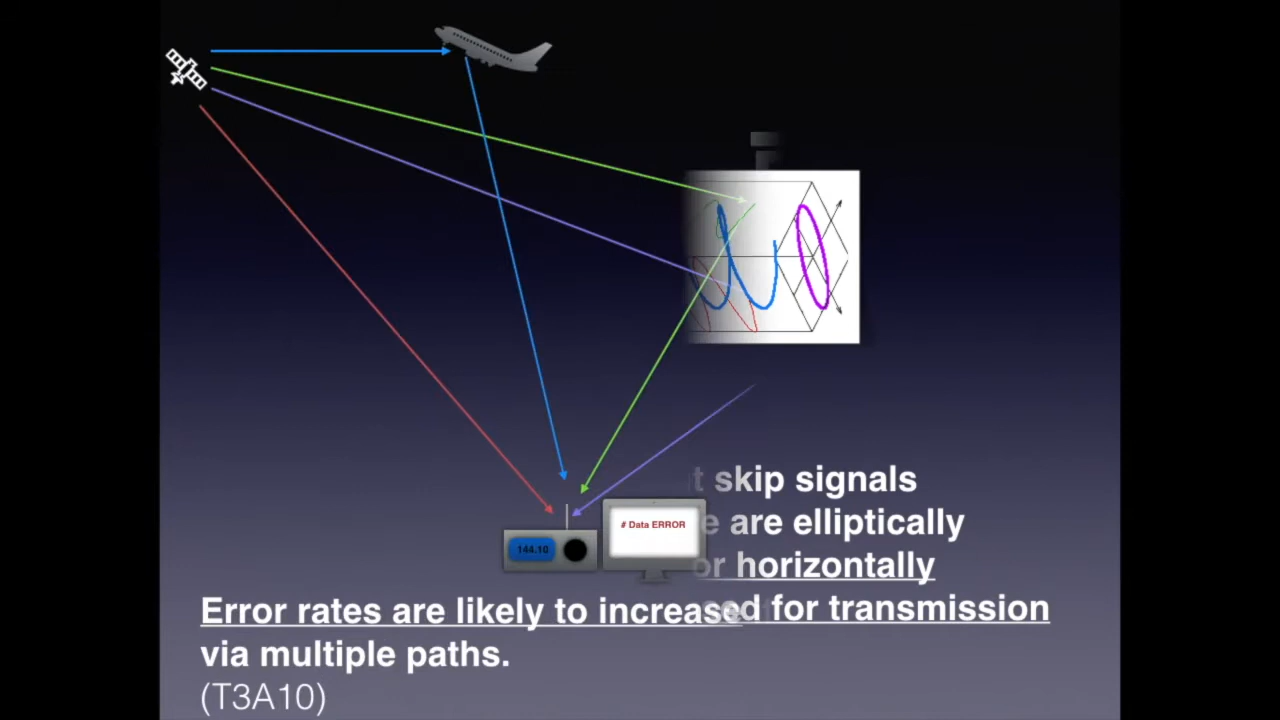 skip signals
are elliptically
or horizontally
for transmission
# Data ERROR
144.10
Error rates are likely to increase
via multiple paths.
(T3A10)